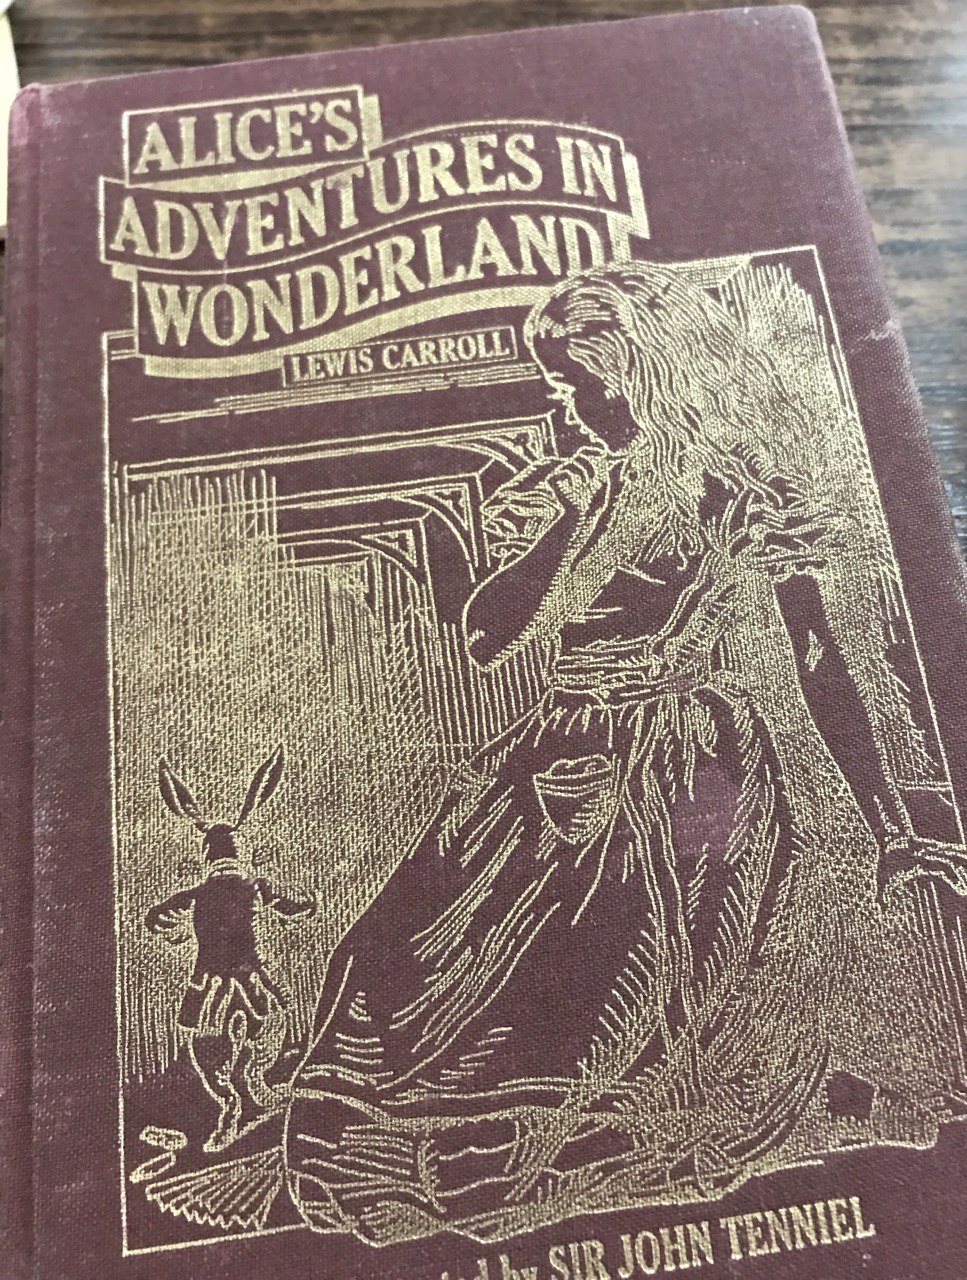 ALICE'S
ADVENTURES IN
WONDERLAND
LEWIS CARROLL
by SIR JOHN TENNIEL